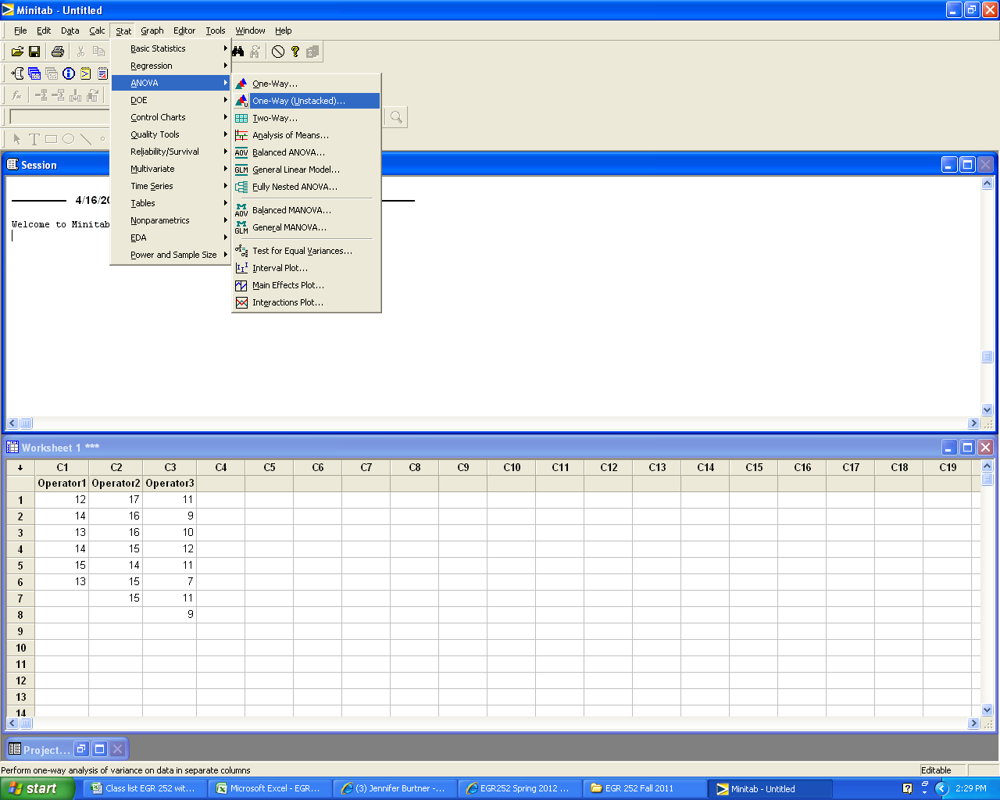 Minitab - Untitled
File Edit Data Calc Stat Graph Editor Tools Window Help
Basic Statistics
Regression
ANOVA
DOE
Control Charts
Quality Tools
Reliability/Survival
Multivariate
Time Series
Tables
Nonparametrics
EDA
Power and Sample Size
One-Way...
One-Way (Unstacked)...
Two-Way...
Analysis of Means...
AOV Balanced ANOVA...
GLM General Linear Model...
Fully Nested ANOVA...
M AOV Balanced MANOVA...
M GLM General MANOVA...
Test for Equal Variances...
Interval Plot...
Main Effects Plot...
Interactions Plot...
Session
4/16/20
Welcome to Minitab
Worksheet 1 ***
C1 C2 C3 C4 C5 C6 C7 C8 C9 C10 C11 C12 C13 C14 C15 C16 C17 C18 C19
Operator1 Operator2 Operator3
1 12 17 11
2 14 16 9
3 13 16 10
4 14 15 12
5 15 14 11
6 13 15 7
7 15 11
8 9
9
10
11
12
13
14
Project...
Perform one-way analysis of variance on data in separate columns
Editable
start
Class list EGR 252 wit...
Microsoft Excel - EGR...
(3) Jennifer Burtner -...
EGR252 Spring 2012 ...
EGR 252 Fall 2011
Minitab - Untitled
2:29 PM